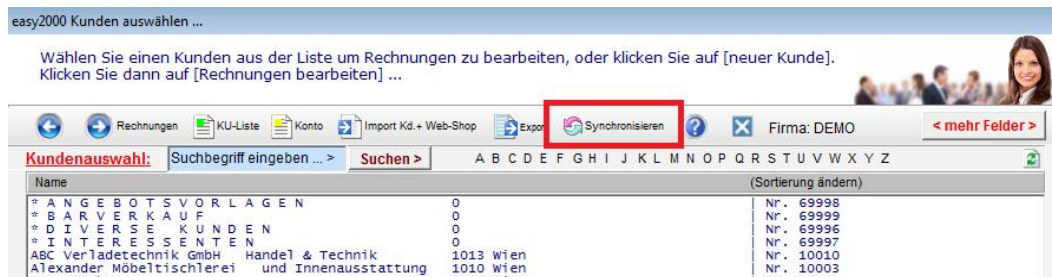 easy2000 Kunden auswählen ...
Wählen Sie einen Kunden aus der Liste um Rechnungen zu bearbeiten, oder klicken Sie auf [neuer Kunde].
Klicken Sie dann auf [Rechnungen bearbeiten] ...
Rechnungen KU-Liste Konto Import Kd.+ Web-Shop Expor Synchronisieren Firma: DEMO < mehr Felder >
Kundenauswahl: Suchbegriff eingeben ... > Suchen > A B C D E F G H I J K L M N O P Q R S T U V W X Y Z
Name (Sortierung ändern)
* A N G E B O T S V O R L A G E N 0 | Nr. 69998
* B A R V E R K A U F 0 | Nr. 69999
* D I V E R S E K U N D E N 0 | Nr. 69996
* I N T E R E S S E N T E N 0 | Nr. 69997
ABC Verladetechnik GmbH Handel & Technik 1013 Wien | Nr. 10010
Alexander Möbeltischlerei und Innenausstattung 1010 Wien | Nr. 10003